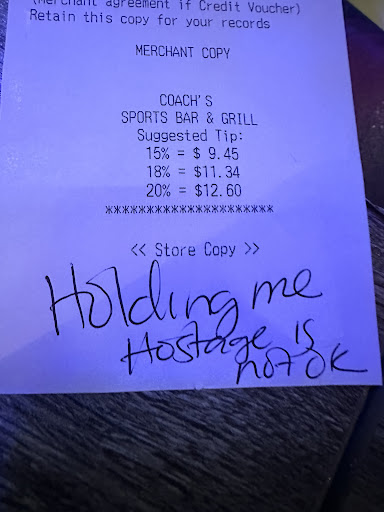 (Merchant agreement if Credit Voucher)
Retain this copy for your records
MERCHANT COPY
COACH'S
SPORTS BAR & GRILL
Suggested Tip:
15% = $ 9.45
18% = $11.34
20% = $12.60
*********************
<< Store Copy >>
Holding me
Hostage is
not OK